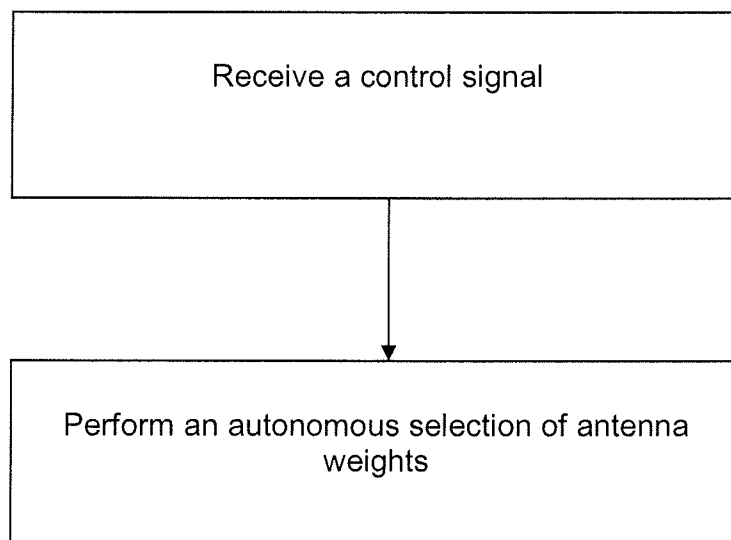 Receive a control signal
Perform an autonomous selection of antenna
weights